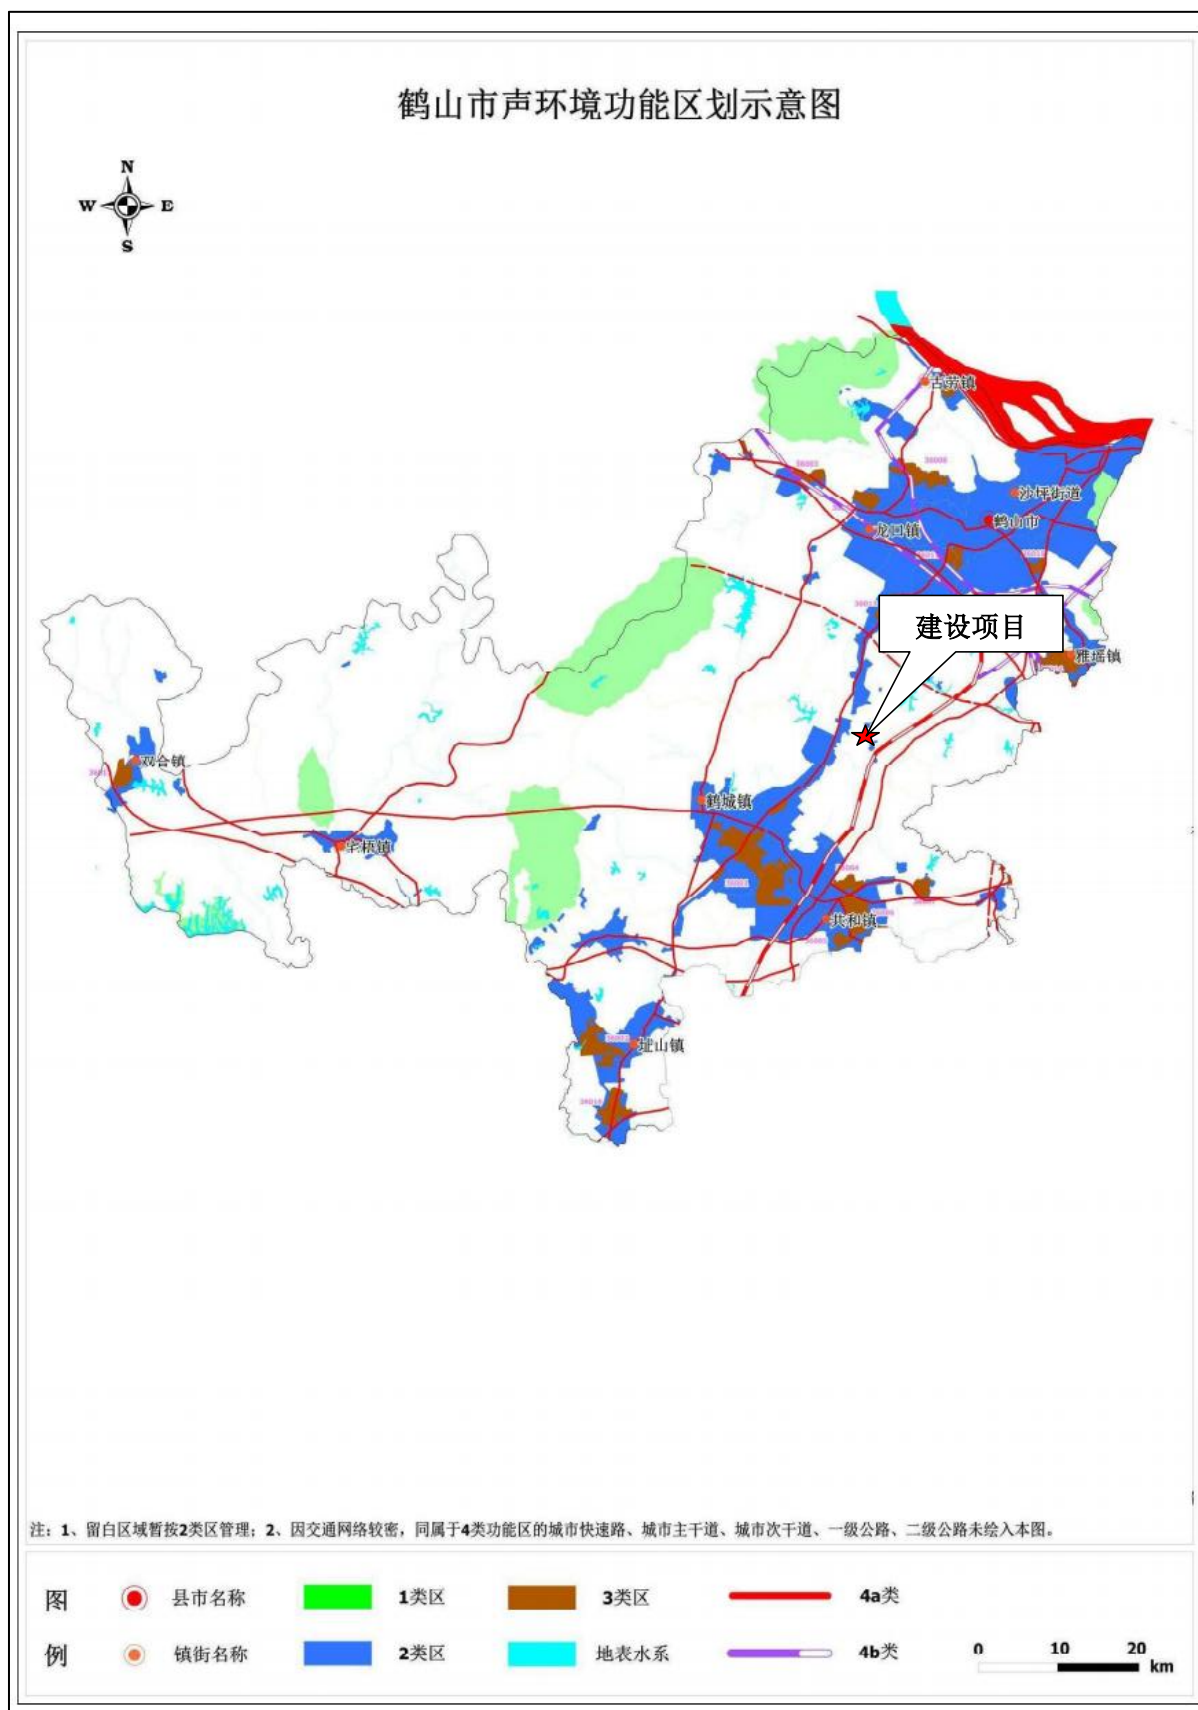 鹤山市声环境功能区划示意图
N
W
E
S
古劳镇
36003
36008
沙坪街道
鹤山市
龙口镇
建设项目
雅瑶镇
双合镇
鹤城镇
宅梧镇
36004
共和镇
址山镇
注：1、留白区域暂按2类区管理；2、因交通网络较密，同属于4类功能区的城市快速路、城市主干道、城市次干道、一级公路、二级公路未绘入本图。
图 县市名称 1类区 3类区 4a类
例 镇街名称 2类区 地表水系 4b类
0 10 20
km